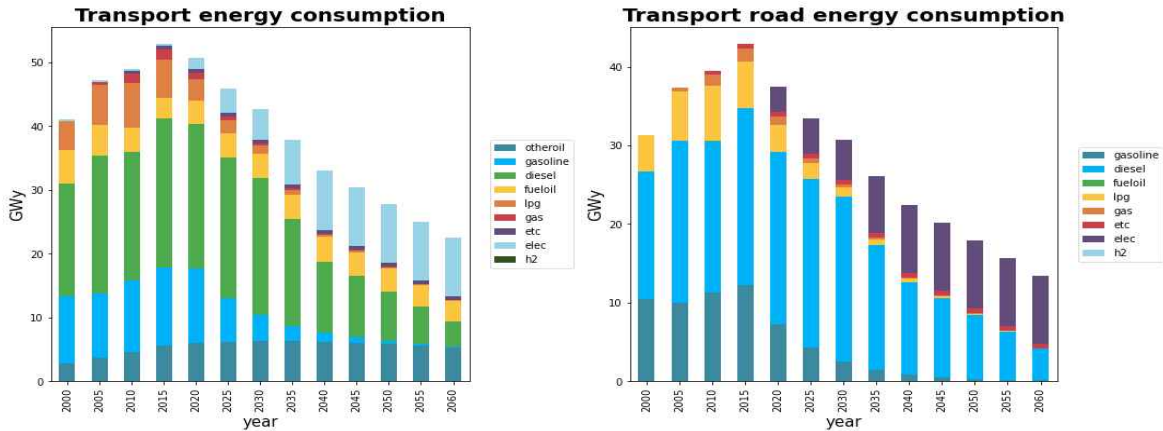 Transport energy consumption
GWy
50
40
30
20
10
0
2000
2005
2010
2015
2020
2025
2030
2035
2040
2045
2050
2055
2060
year
otheroil
gasoline
diesel
fueloil
lpg
gas
etc
elec
h2
Transport road energy consumption
GWy
40
30
20
10
0
2000
2005
2010
2015
2020
2025
2030
2035
2040
2045
2050
2055
2060
year
gasoline
diesel
fueloil
lpg
gas
etc
elec
h2